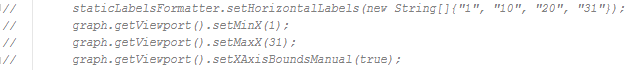 //        staticLabelsFormatter.setHorizontalLabels(new String[]{"1", "10", "20", "31"});
//        graph.getViewport().setMinX(1);
//        graph.getViewport().setMaxX(31);
//        graph.getViewport().setXAxisBoundsManual(true);